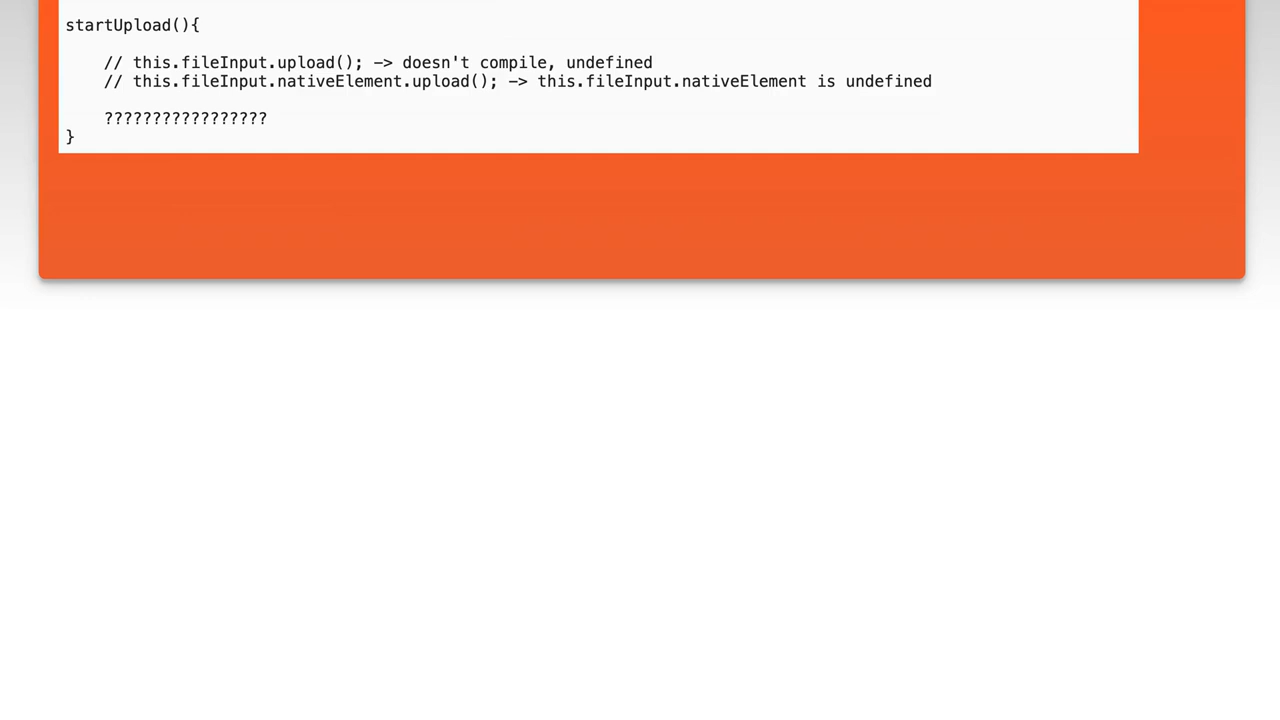 startUpload(){
// this.fileInput.upload(); -> doesn't compile, undefined
// this.fileInput.nativeElement.upload(); -> this.fileInput.nativeElement is undefined
?????????????????
}